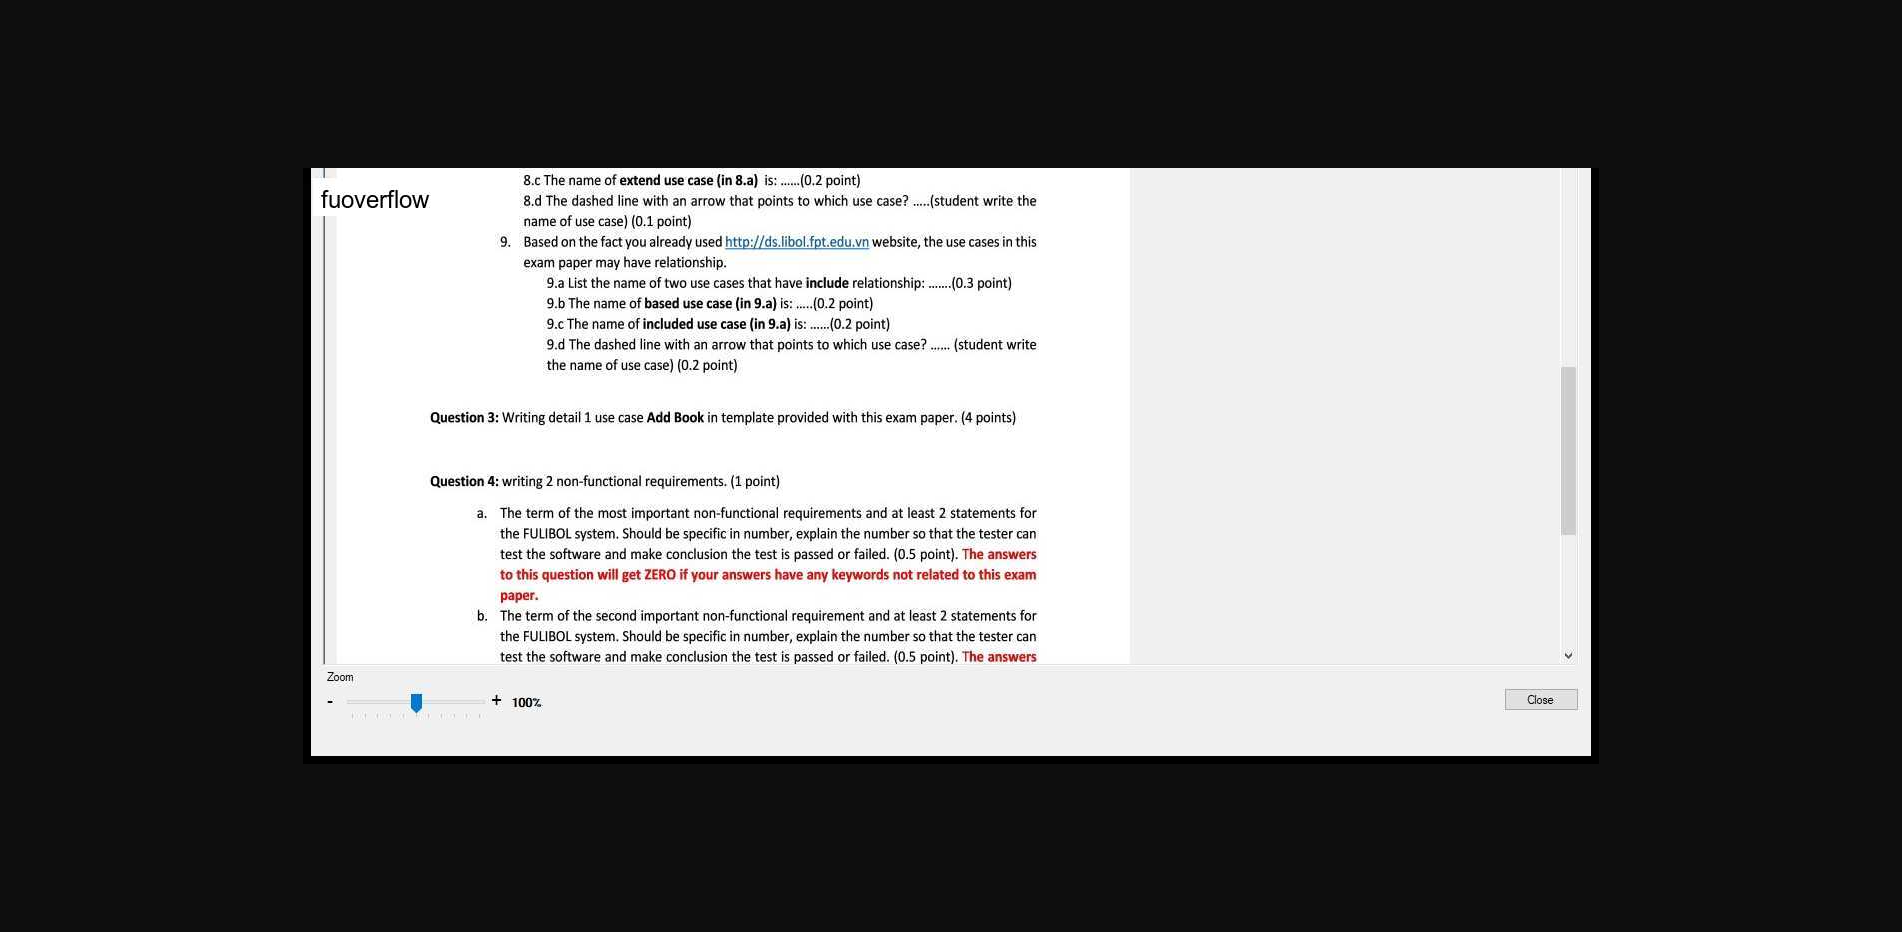 8.c The name of extend use case (in 8.a) is: ......(0.2 point)
fuoverflow
8.d The dashed line with an arrow that points to which use case? .....(student write the
name of use case) (0.1 point)
9. Based on the fact you already used http://ds.libol.fpt.edu.vn website, the use cases in this
exam paper may have relationship.
9.a List the name of two use cases that have include relationship: .......(0.3 point)
9.b The name of based use case (in 9.a) is: .....(0.2 point)
9.c The name of included use case (in 9.a) is: ......(0.2 point)
9.d The dashed line with an arrow that points to which use case? ...... (student write
the name of use case) (0.2 point)
Question 3: Writing detail 1 use case Add Book in template provided with this exam paper. (4 points)
Question 4: writing 2 non-functional requirements. (1 point)
a. The term of the most important non-functional requirements and at least 2 statements for
the FULIBOL system. Should be specific in number, explain the number so that the tester can
test the software and make conclusion the test is passed or failed. (0.5 point). The answers
to this question will get ZERO if your answers have any keywords not related to this exam
paper.
b. The term of the second important non-functional requirement and at least 2 statements for
the FULIBOL system. Should be specific in number, explain the number so that the tester can
test the software and make conclusion the test is passed or failed. (0.5 point). The answers
Zoom
- + 100%
Close